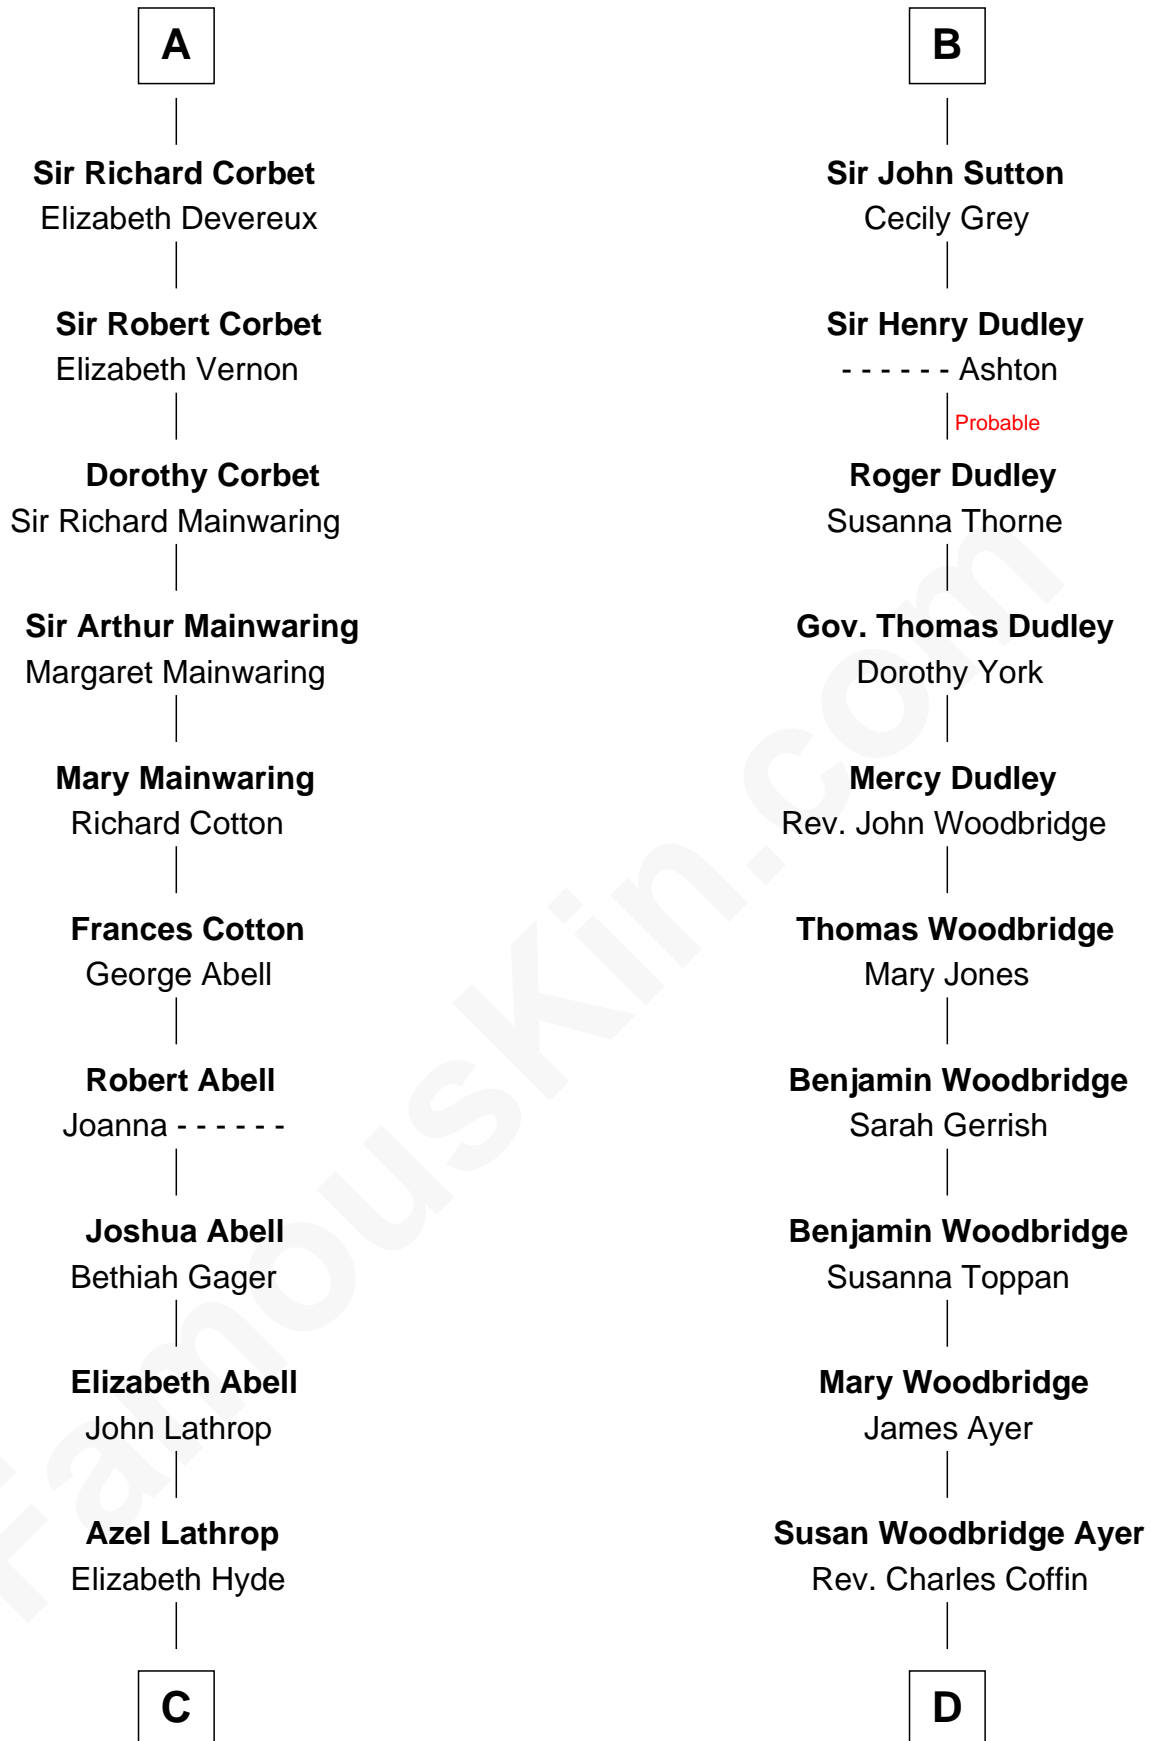 A
Sir Richard Corbet
Elizabeth Devereux
Sir Robert Corbet
Elizabeth Vernon
Dorothy Corbet
Sir Richard Mainwaring
Sir Arthur Mainwaring
Margaret Mainwaring
Mary Mainwaring
Richard Cotton
Frances Cotton
George Abell
Robert Abell
Joanna - - - - - -
Joshua Abell
Bethiah Gager
Elizabeth Abell
John Lathrop
Azel Lathrop
Elizabeth Hyde
C
B
Sir John Sutton
Cecily Grey
Sir Henry Dudley
- - - - - - Ashton
Probable
Roger Dudley
Susanna Thorne
Gov. Thomas Dudley
Dorothy York
Mercy Dudley
Rev. John Woodbridge
Thomas Woodbridge
Mary Jones
Benjamin Woodbridge
Sarah Gerrish
Benjamin Woodbridge
Susanna Toppan
Mary Woodbridge
James Ayer
Susan Woodbridge Ayer
Rev. Charles Coffin
D
FamousKin.com